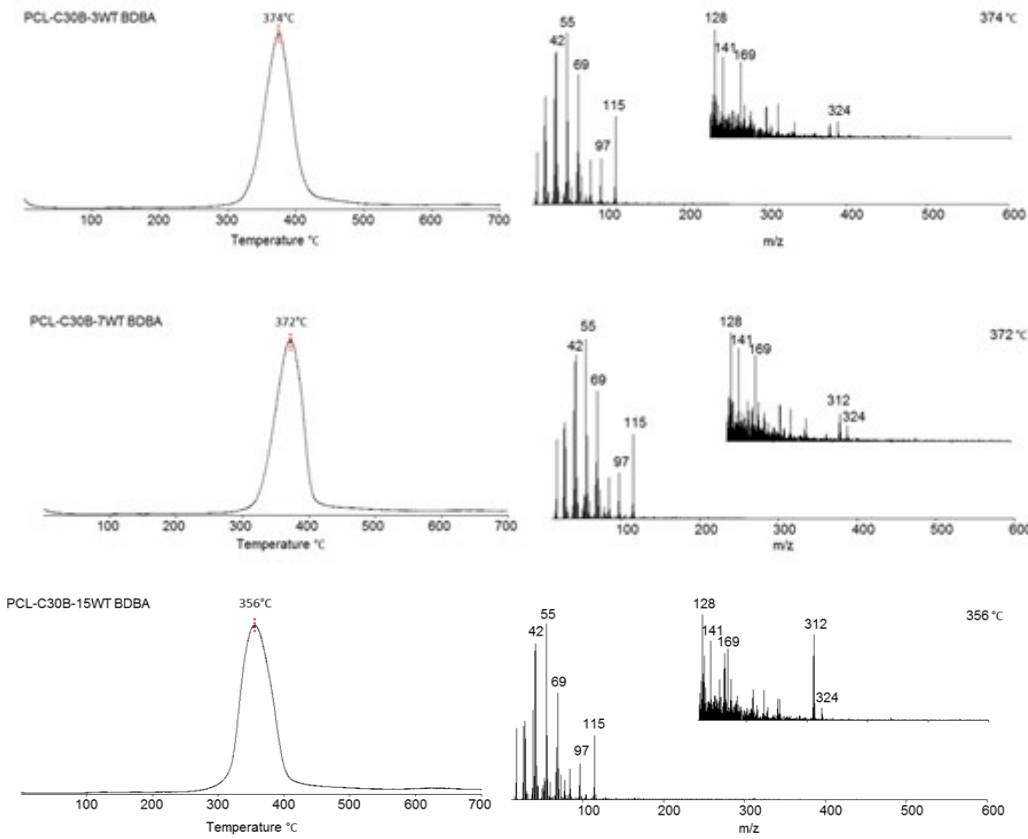 PCL-C30B-3WT BDBA
374°C
100 200 300 400 500 600 700
Temperature °C
55
42
69
115
97
128
141
169
324
374 °C
100 200 300 400 500 600
m/z
PCL-C30B-7WT BDBA
372°C
0 100 200 300 400 500 600 700
Temperature °C
55
42
69
115
97
128
141
169
312
324
372 °C
100 200 300 400 500 600
m/z
PCL-C30B-15WT BDBA
356°C
0 100 200 300 400 500 600 700
Temperature °C
55
42
69
115
97
128
141
169
312
324
356 °C
100 200 300 400 500 600
m/z